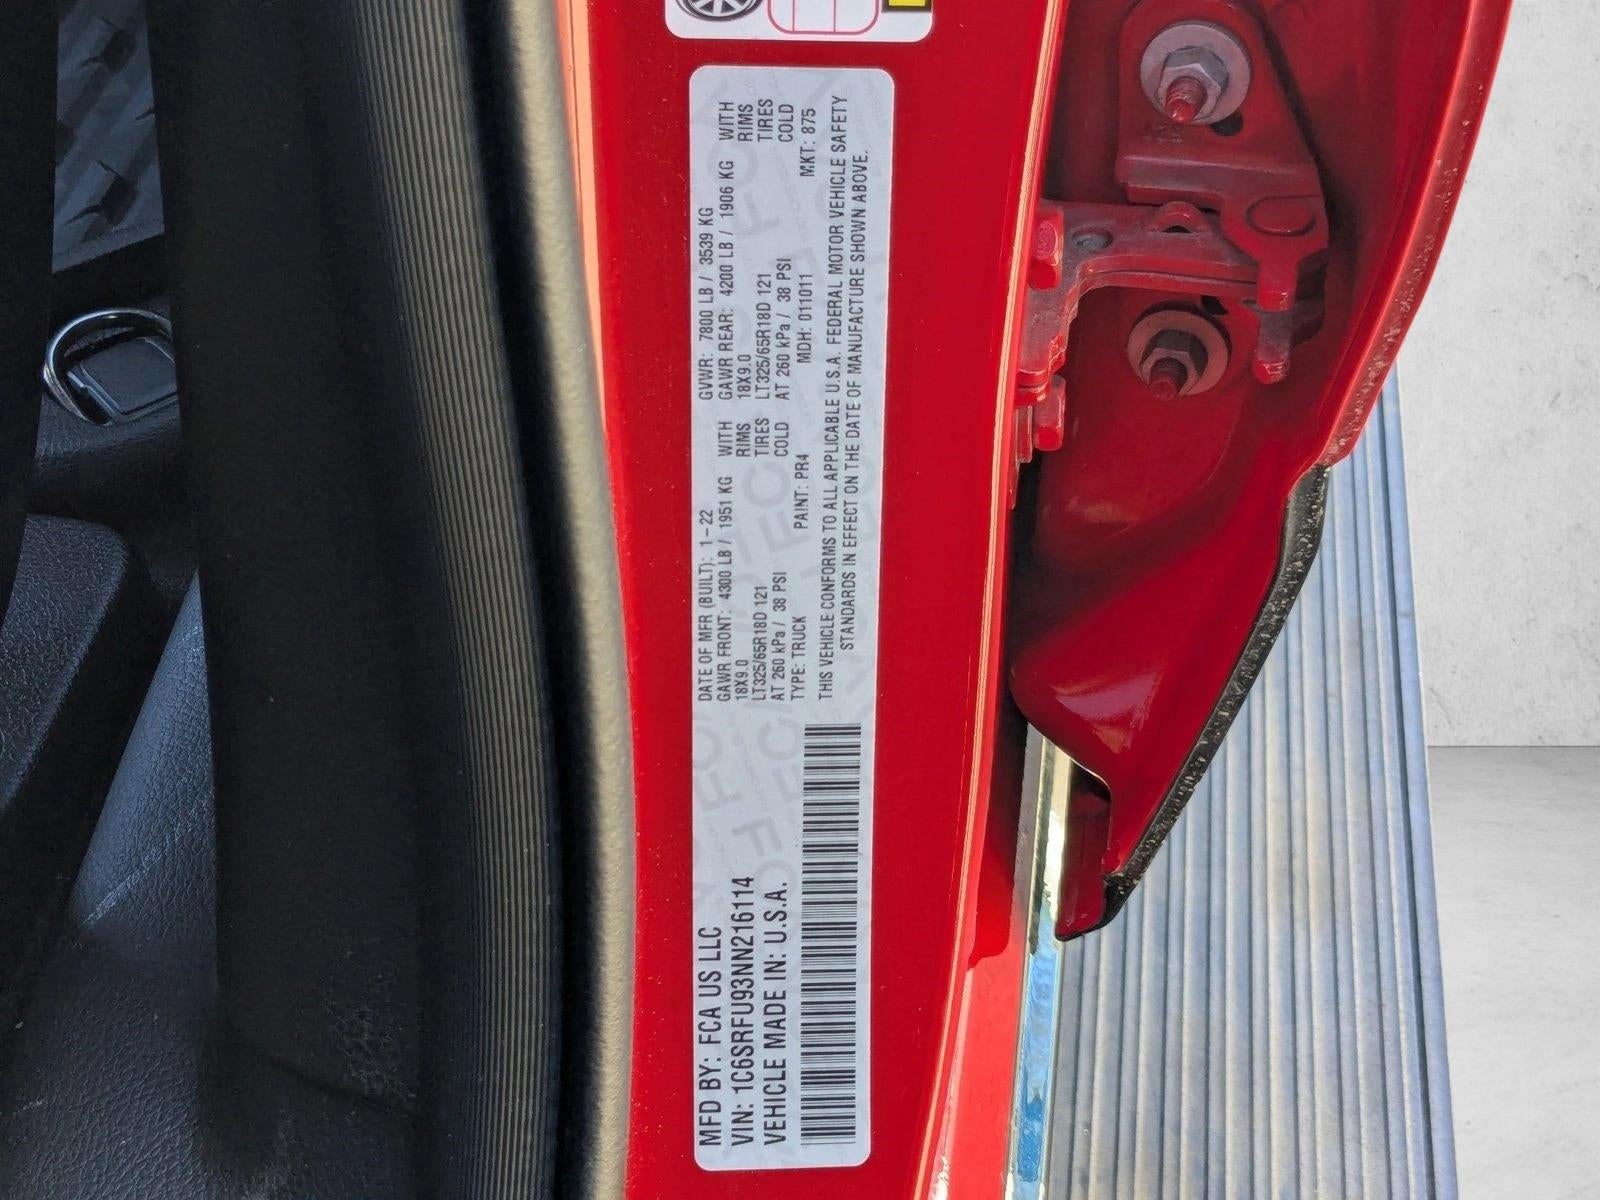 MFD BY: FCA US LLC
VIN: 1C6SRFU93NN216114
VEHICLE MADE IN: U.S.A.
DATE OF MFR (BUILT): 1-22 GVWR: 7800 LB / 3539 KG
GAWR FRONT: 4300 LB / 1951 KG WITH GAWR REAR: 4200 LB / 1906 KG WITH
18X9.0 RIMS 18X9.0 RIMS
LT325/65R18D 121 TIRES LT325/65R18D 121 TIRES
AT 260 kPa / 38 PSI COLD AT 260 kPa / 38 PSI COLD
TYPE: TRUCK PAINT: PR4 MDH: 011011 MKT: 875
THIS VEHICLE CONFORMS TO ALL APPLICABLE U.S.A. FEDERAL MOTOR VEHICLE SAFETY
STANDARDS IN EFFECT ON THE DATE OF MANUFACTURE SHOWN ABOVE.